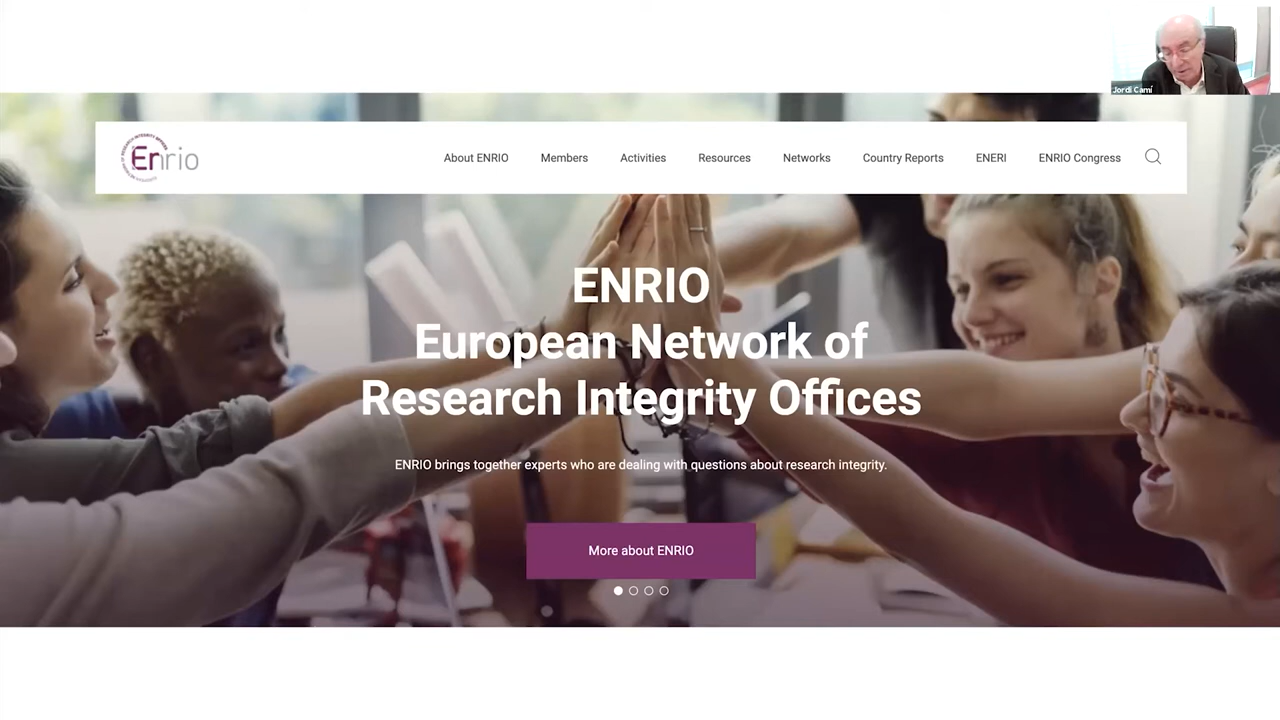 Jordi Camí
Enrio
About ENRIO
Members
Activities
Resources
Networks
Country Reports
ENERI
ENRIO Congress
ENRIO
European Network of
Research Integrity Offices
ENRIO brings together experts who are dealing with questions about research integrity.
More about ENRIO